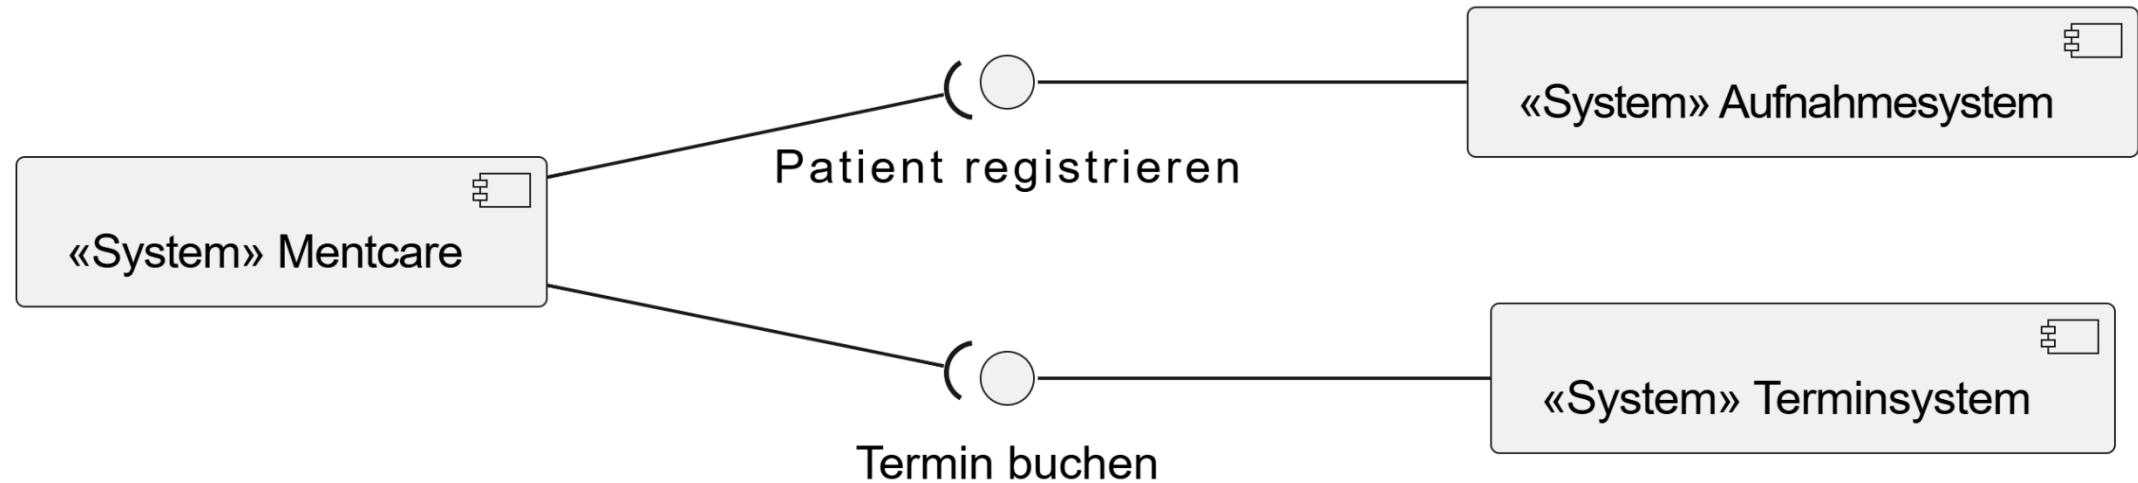 «System» Aufnahmesystem
Patient registrieren
«System» Mentcare
«System» Terminsystem
Termin buchen